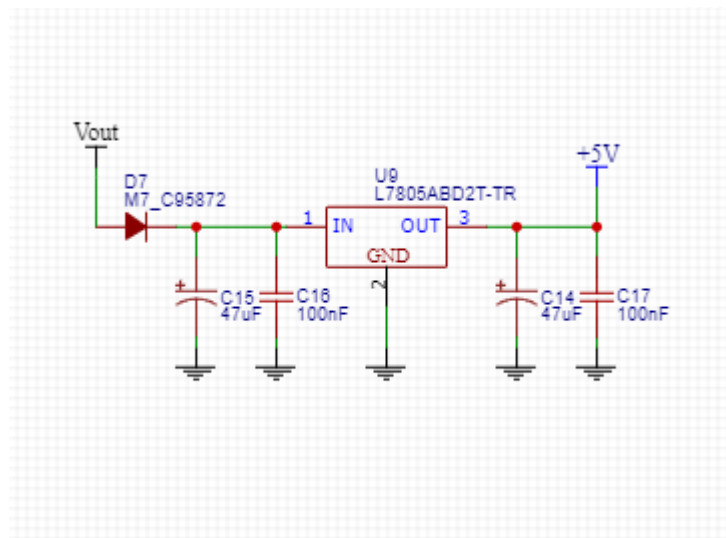 Vout
+5V
D7
M7_C95872
U9
L7805ABD2T-TR
1
IN
OUT
3
GND
2
+
C15
47uF
C16
100nF
+
C14
47uF
C17
100nF